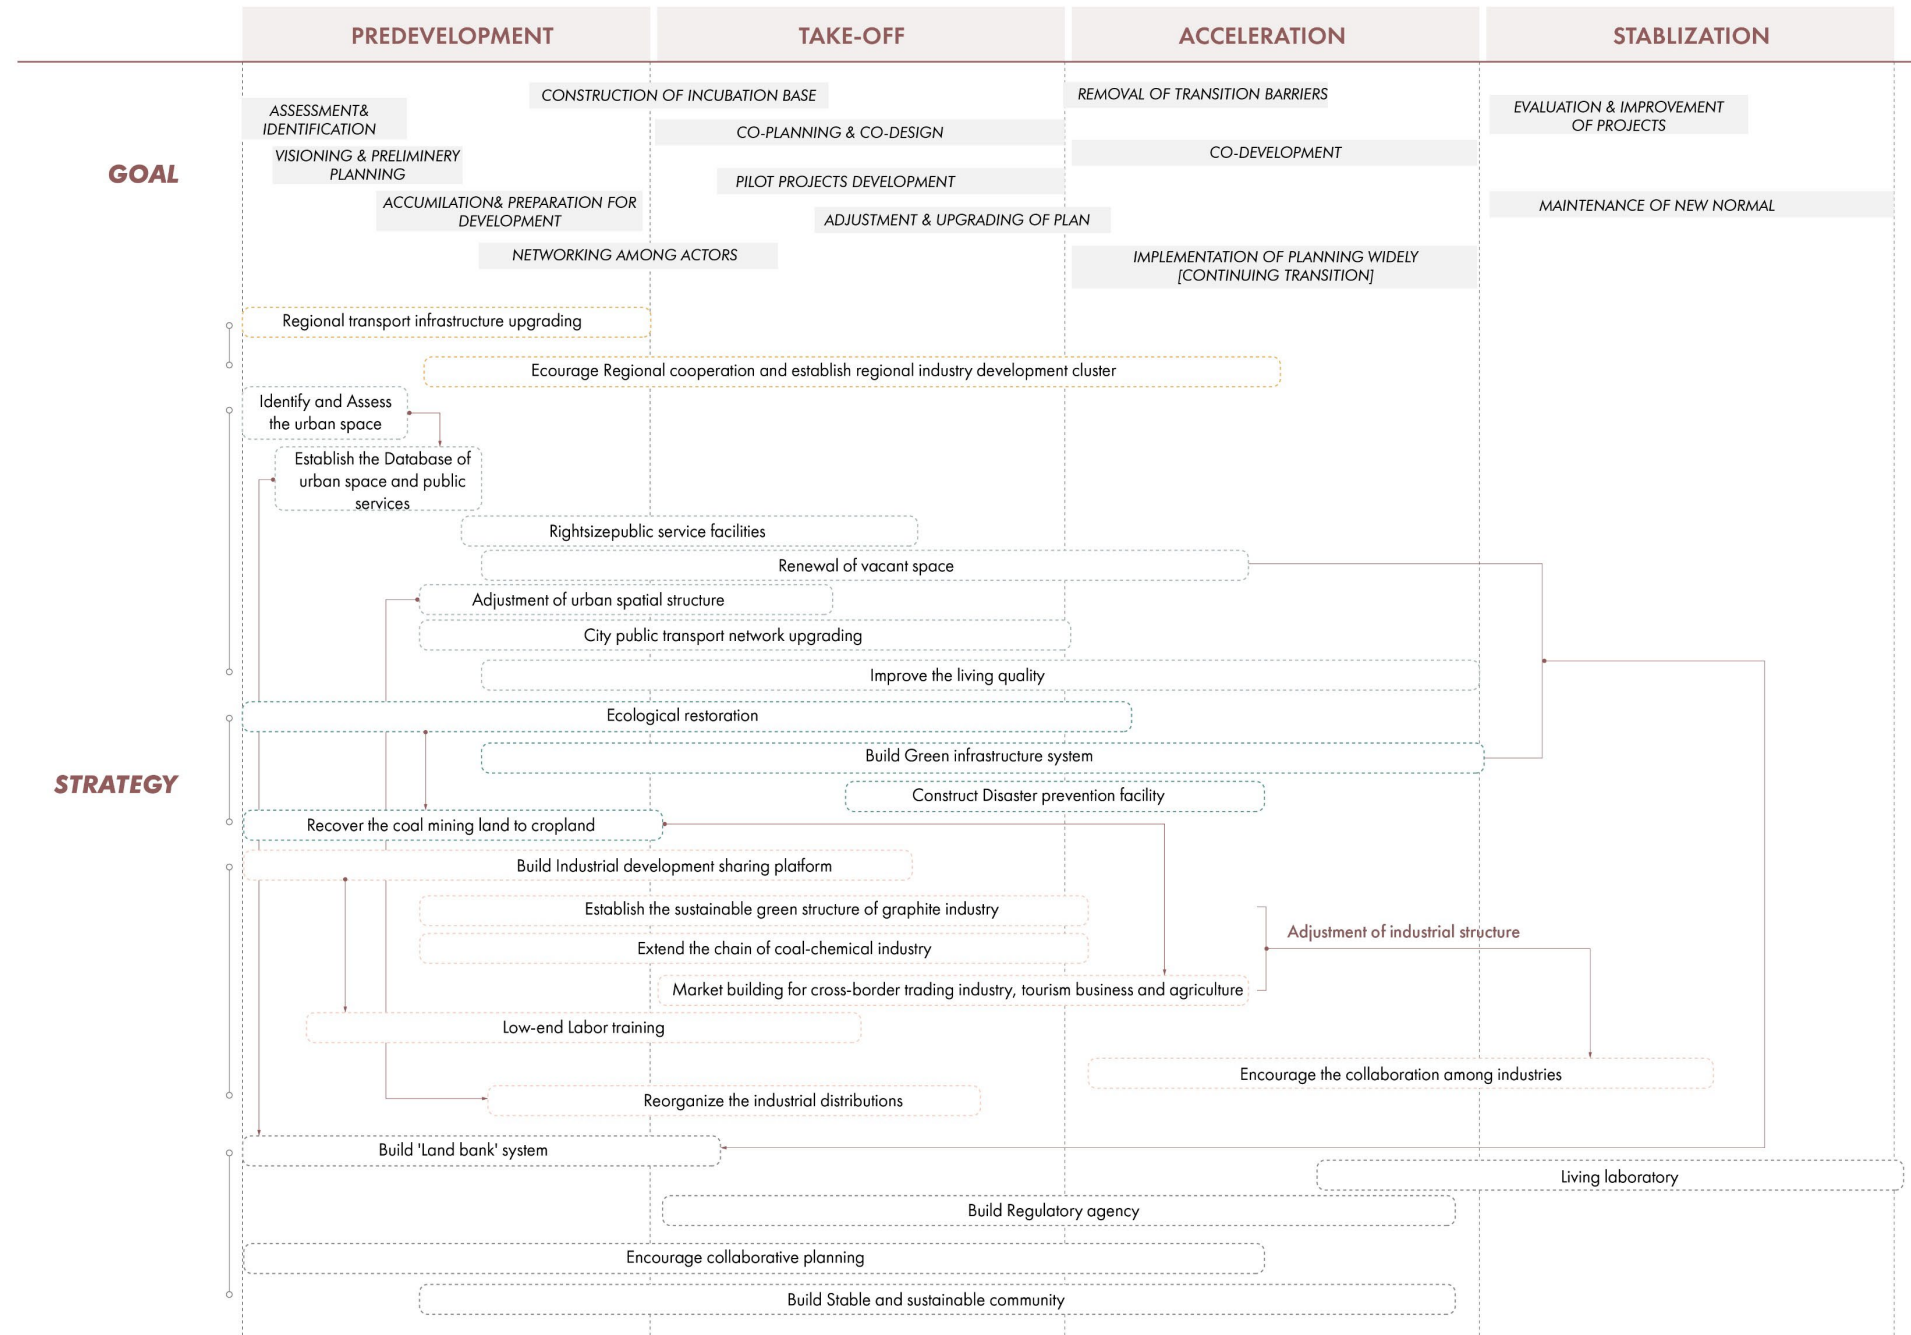 PREDEVELOPMENT
TAKE-OFF
ACCELERATION
STABLIZATION
GOAL
ASSESSMENT&
IDENTIFICATION
VISIONING & PRELIMINERY
PLANNING
ACCUMILATION& PREPARATION FOR
DEVELOPMENT
NETWORKING AMONG ACTORS
CONSTRUCTION OF INCUBATION BASE
CO-PLANNING & CO-DESIGN
PILOT PROJECTS DEVELOPMENT
ADJUSTMENT & UPGRADING OF PLAN
REMOVAL OF TRANSITION BARRIERS
CO-DEVELOPMENT
IMPLEMENTATION OF PLANNING WIDELY
[CONTINUING TRANSITION]
EVALUATION & IMPROVEMENT
OF PROJECTS
MAINTENANCE OF NEW NORMAL
STRATEGY
Regional transport infrastructure upgrading
Ecourage Regional cooperation and establish regional industry development cluster
Identify and Assess
the urban space
Establish the Database of
urban space and public
services
Rightsizepublic service facilities
Renewal of vacant space
Adjustment of urban spatial structure
City public transport network upgrading
Improve the living quality
Ecological restoration
Build Green infrastructure system
Construct Disaster prevention facility
Recover the coal mining land to cropland
Build Industrial development sharing platform
Establish the sustainable green structure of graphite industry
Adjustment of industrial structure
Extend the chain of coal-chemical industry
Market building for cross-border trading industry, tourism business and agriculture
Low-end Labor training
Encourage the collaboration among industries
Reorganize the industrial distributions
Build 'Land bank' system
Living laboratory
Build Regulatory agency
Encourage collaborative planning
Build Stable and sustainable community